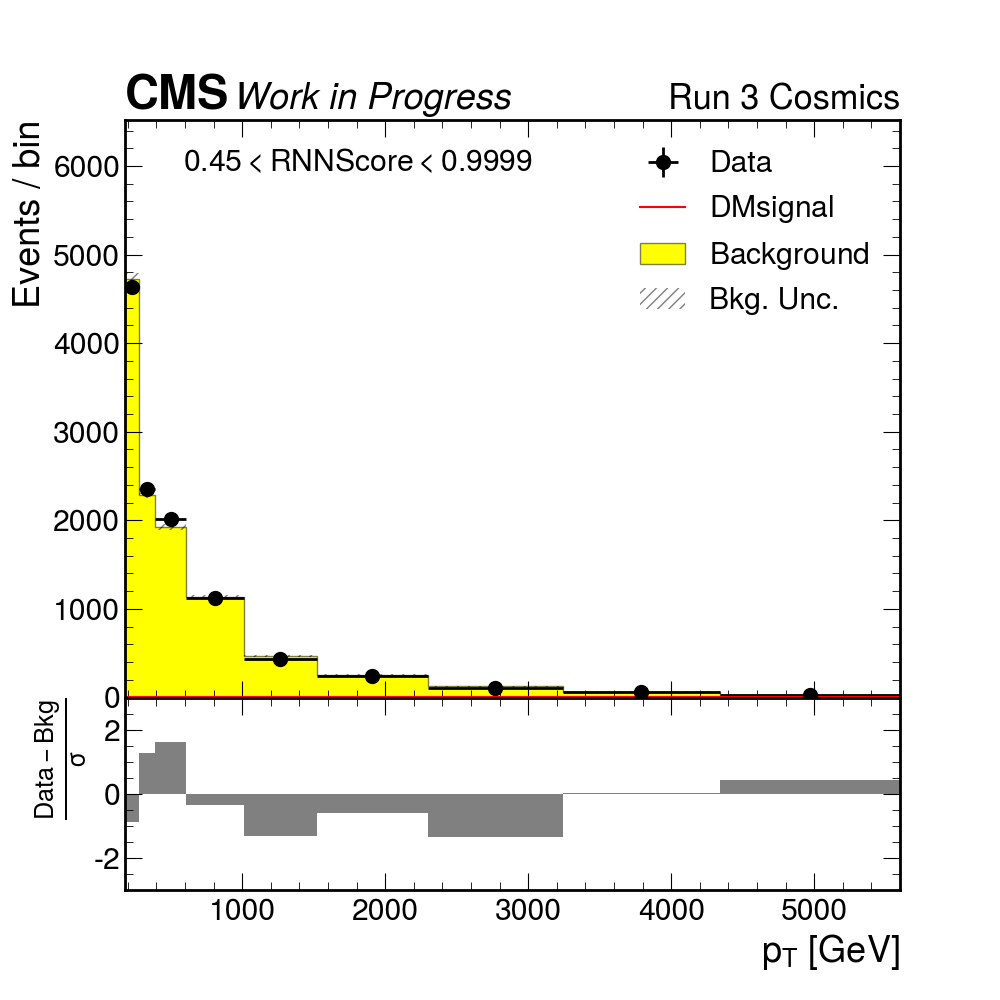 CMS Work in Progress
Run 3 Cosmics
Events / bin
0.45 < RNNScore < 0.9999
Data
DMsignal
Background
Bkg. Unc.
6000
5000
4000
3000
2000
1000
0
Data – Bkg
σ
2
0
-2
1000 2000 3000 4000 5000
pT [GeV]